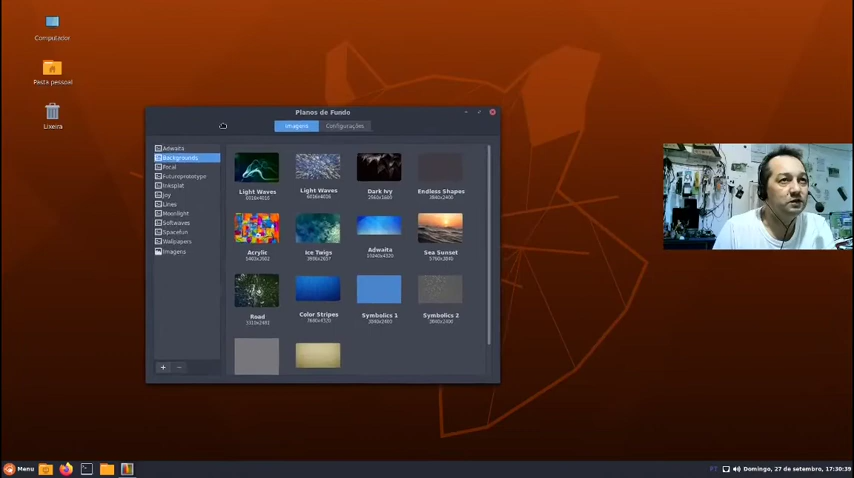 Computador
Pasta pessoal
Lixeira
Planos de Fundo
Imagens
Configurações
Adwaita
Backgrounds
Focal
Futureprototype
Inksplat
Joy
Lines
Moonlight
Softwaves
Spacefun
Wallpapers
Imagens
Light Waves
6016x4016
Light Waves
6016x4016
Dark Ivy
2560x1600
Endless Shapes
3840x2400
Acrylic
Ice Twigs
Adwaita
Sea Sunset
Road
Color Stripes
Symbolics 1
3840x2400
Symbolics 2
3840x2400
Menu
PT
Domingo, 27 de setembro, 17:30:39